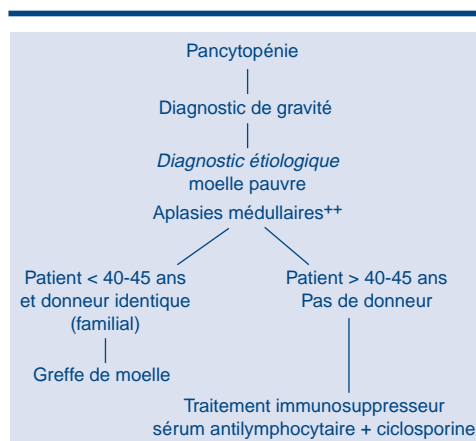 Pancytopénie
Diagnostic de gravité
Diagnostic étiologique
moelle pauvre
Aplasies médullaires++
Patient < 40-45 ans
et donneur identique
(familial)
Greffe de moelle
Patient > 40-45 ans
Pas de donneur
Traitement immunosuppresseur
sérum antilymphocytaire + ciclosporine